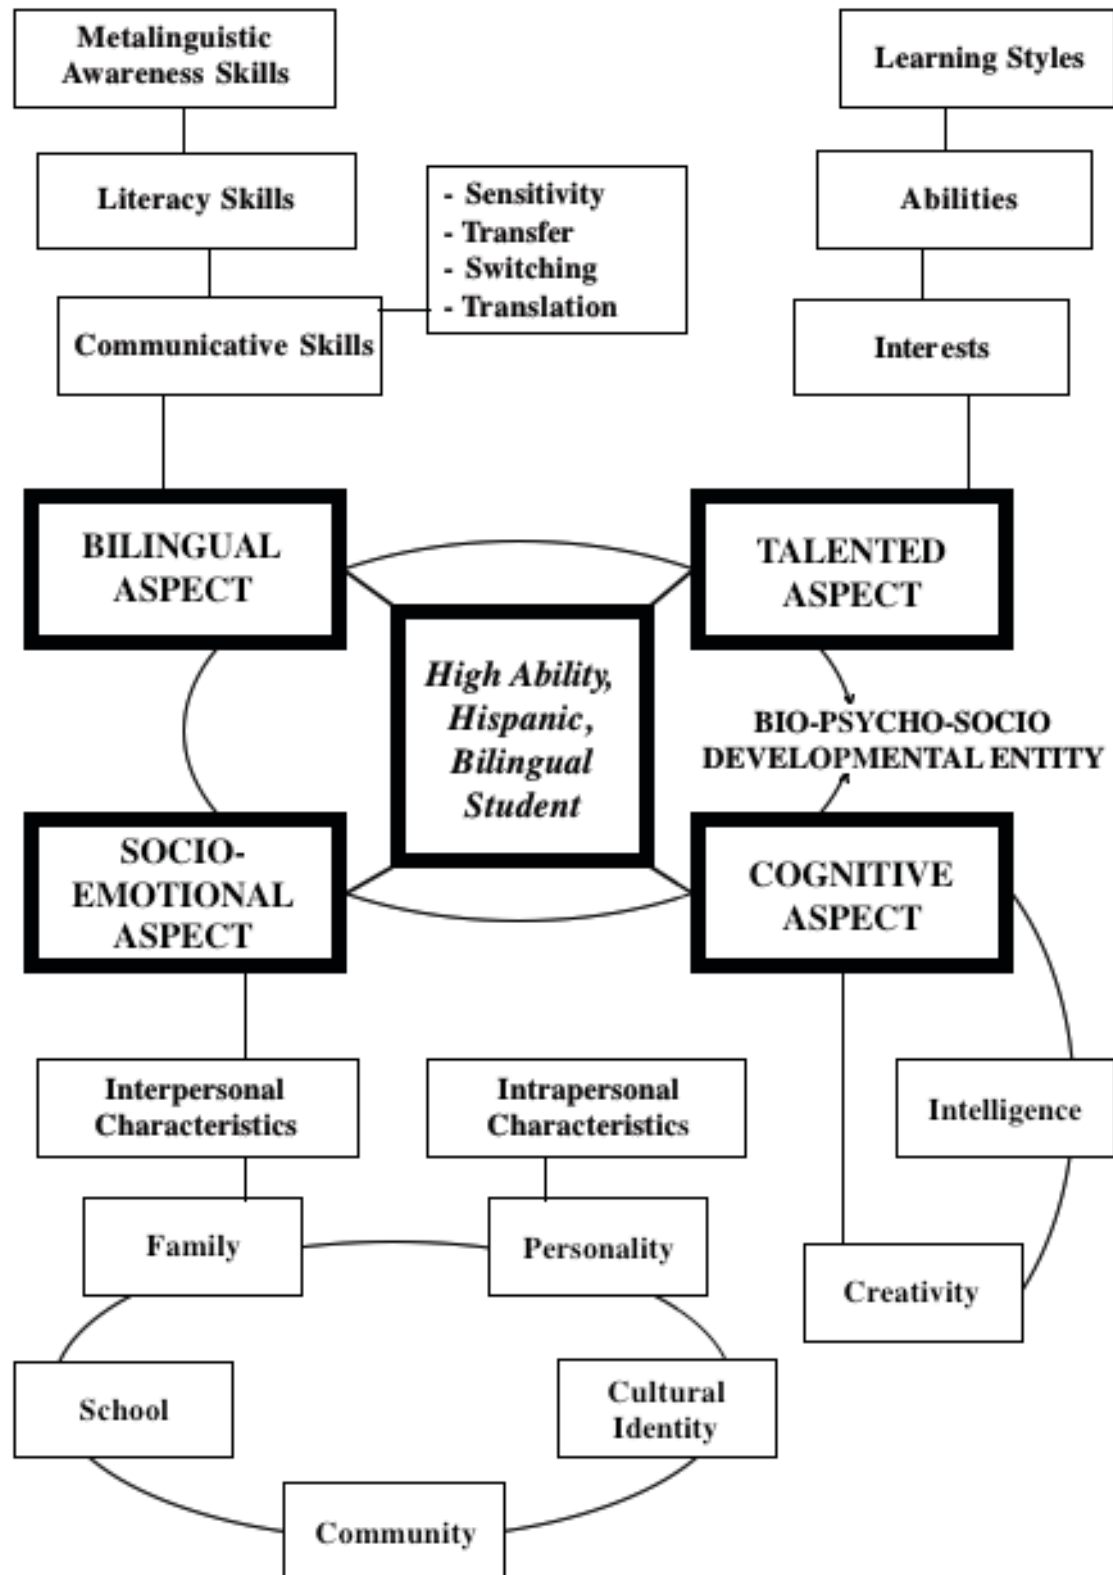 Metalinguistic
Awareness Skills
Learning Styles
Literacy Skills
- Sensitivity
- Transfer
- Switching
- Translation
Abilities
Communicative Skills
Interests
BILINGUAL
ASPECT
TALENTED
ASPECT
High Ability,
Hispanic,
Bilingual
Student
BIO-PSYCHO-SOCIO
DEVELOPMENTAL ENTITY
SOCIO-
EMOTIONAL
ASPECT
COGNITIVE
ASPECT
Interpersonal
Characteristics
Intrapersonal
Characteristics
Intelligence
Family
Personality
Creativity
School
Cultural
Identity
Community